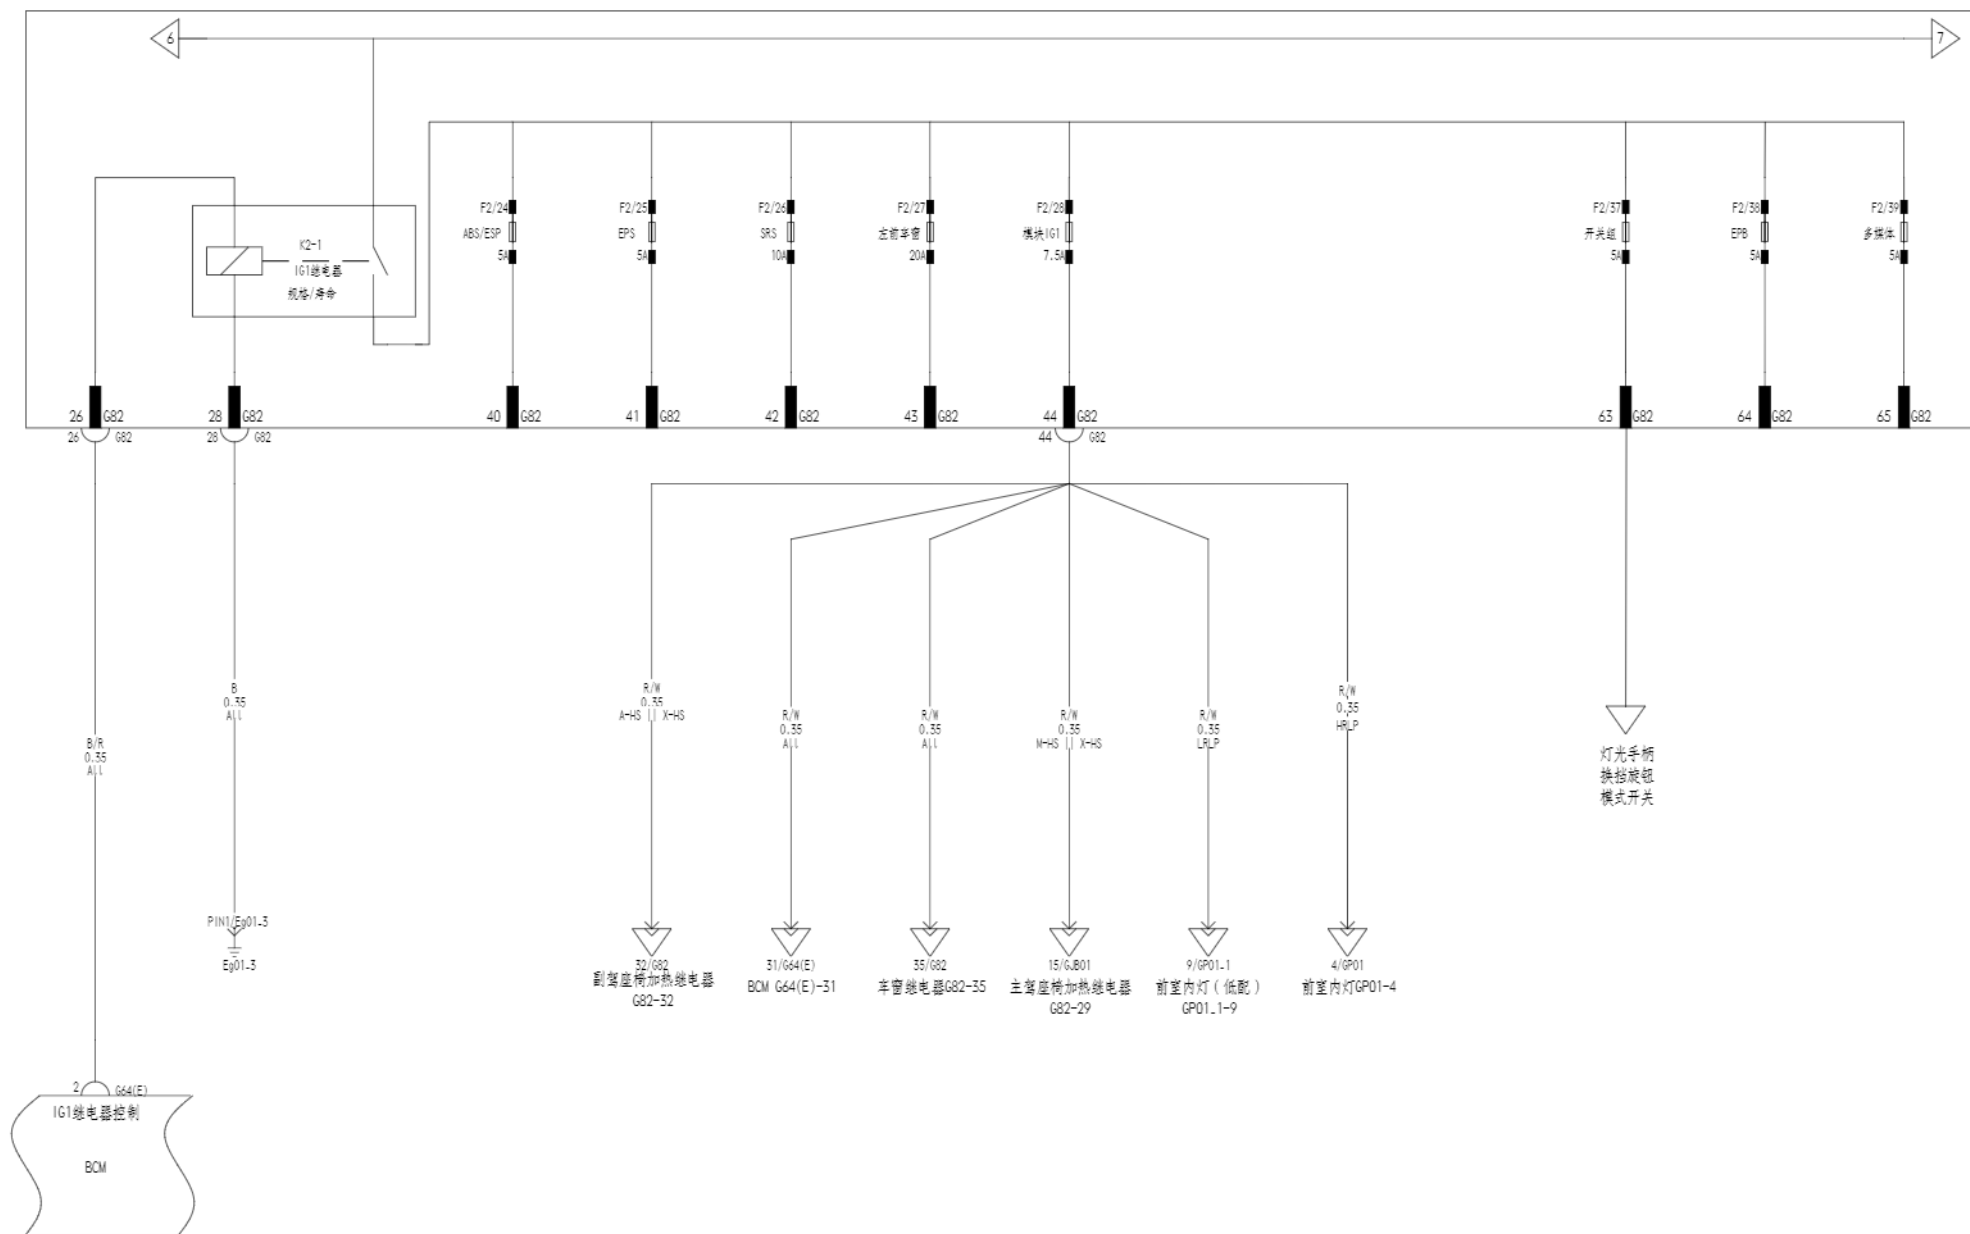 6
7
F2/24
ABS/ESP
5A
F2/25
EPS
5A
F2/26
SRS
10A
F2/27
左前车窗
20A
F2/28
模块IG1
7.5A
F2/37
开关组
5A
F2/38
EPB
5A
F2/39
多媒体
5A
K2-1
IG1继电器
规格/寿命
26 G82
28 G82
40 G82
41 G82
42 G82
43 G82
44 G82
63 G82
64 G82
65 G82
26 G82
28 G82
44 G82
B/R
0.35
All
B
0.35
All
R/W
0.35
A-HS || X-HS
R/W
0.35
All
R/W
0.35
All
R/W
0.35
M-HS || X-HS
R/W
0.35
LRLP
R/W
0.35
HRLP
灯光手柄
换挡旋钮
模式开关
PIN1/Eg01_3
Eg01-3
32/G82
副驾座椅加热继电器
G82-32
31/G64(E)
BCM G64(E)-31
35/G82
车窗继电器G82-35
15/GJB01
主驾座椅加热继电器
G82-29
9/GP01_1
前室内灯（低配）
GP01_1-9
4/GP01
前室内灯GP01-4
2 G64(E)
IG1继电器控制
BCM